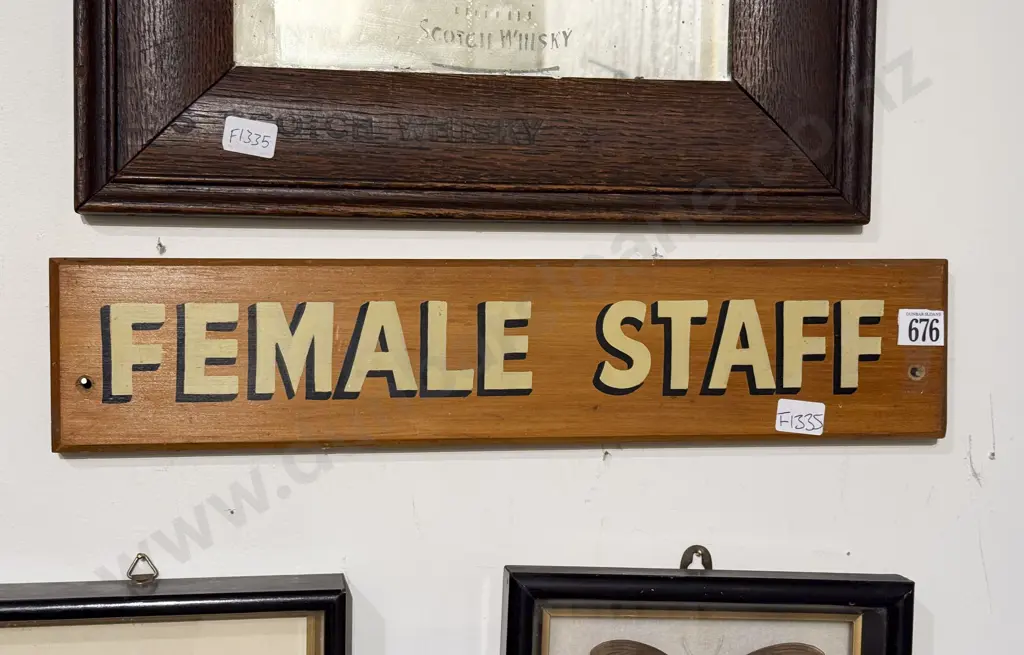 SCOTCH WHISKY
SCOTCH WHISKY
F1335
FEMALE STAFF
676
F1335